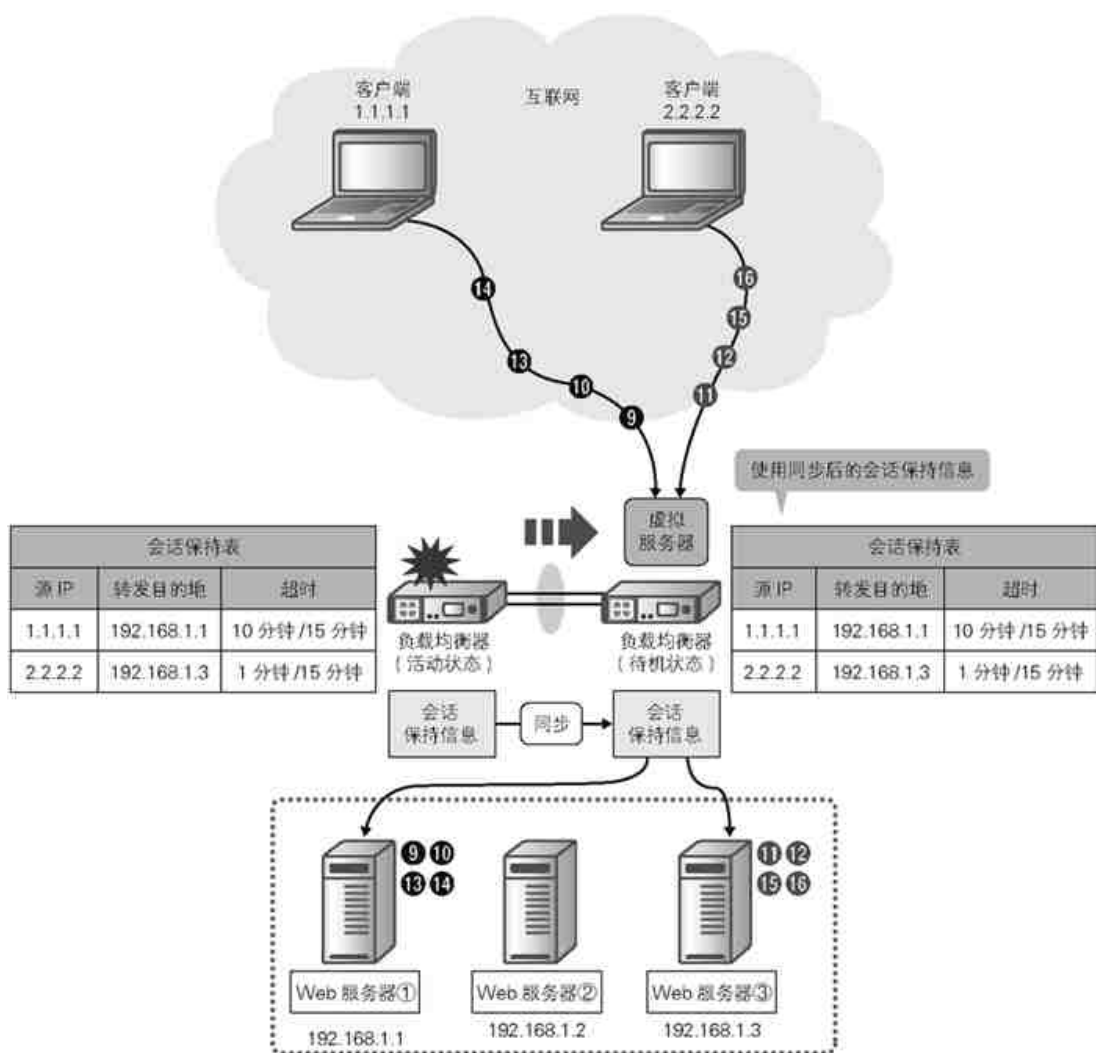 客户端
1.1.1.1
互联网
客户端
2.2.2.2
⑭
⑬
⑩
⑨
⑯
⑮
⑫
⑪
使用同步后的会话保持信息
虚拟
服务器
会话保持表
源 IP 转发目的地 超时
1.1.1.1 192.168.1.1 10 分钟 /15 分钟
2.2.2.2 192.168.1.3 1 分钟 /15 分钟
负载均衡器
（活动状态）
负载均衡器
（待机状态）
会话保持表
源 IP 转发目的地 超时
1.1.1.1 192.168.1.1 10 分钟 /15 分钟
2.2.2.2 192.168.1.3 1 分钟 /15 分钟
会话
保持信息
同步
会话
保持信息
⑨ ⑩
⑬ ⑭
⑪ ⑫
⑮ ⑯
Web 服务器①
192.168.1.1
Web 服务器②
192.168.1.2
Web 服务器③
192.168.1.3